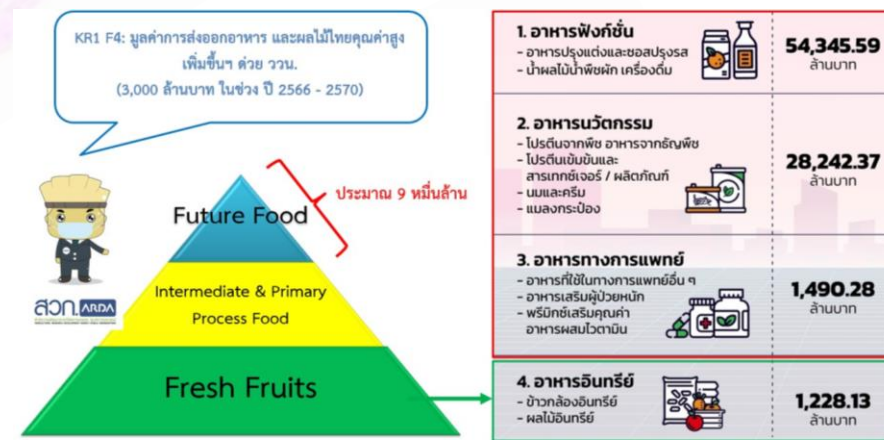 KR1 F4: มูลค่าการส่งออกอาหาร และผลไม้ไทยคุณค่าสูง
เพิ่มขึ้นฯ ด้วย ววน.
(3,000 ล้านบาท ในช่วง ปี 2566 - 2570)
ประมาณ 9 หมื่นล้าน
Future Food
Intermediate & Primary
Process Food
Fresh Fruits
สวก. ARDA
1. อาหารฟังก์ชั่น
- อาหารปรุงแต่งและซอสปรุงรส
- น้ำผลไม้น้ำพืชผัก เครื่องดื่ม
54,345.59
ล้านบาท
2. อาหารนวัตกรรม
- โปรตีนจากพืช อาหารจากธัญพืช
- โปรตีนเข้มข้นและ
สารเทกซ์เจอร์ / ผลิตภัณฑ์
- นมและครีม
- แมลงกระป๋อง
28,242.37
ล้านบาท
3. อาหารทางการแพทย์
- อาหารที่ใช้ในทางการแพทย์อื่น ๆ
- อาหารเสริมผู้ป่วยหนัก
- พรีมิกซ์เสริมคุณค่า
อาหารผสมไวตามิน
1,490.28
ล้านบาท
4. อาหารอินทรีย์
- ข้าวกล้องอินทรีย์
- ผลไม้อินทรีย์
1,228.13
ล้านบาท